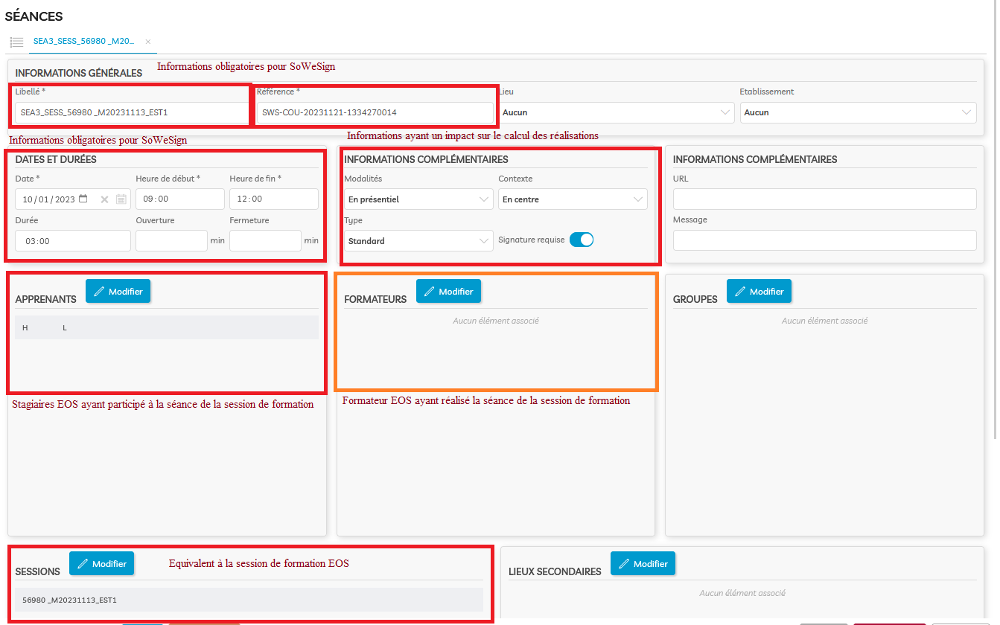 SÉANCES
SEA3_SESS_56980 _M20...
Informations obligatoires pour SoWeSign
INFORMATIONS GÉNÉRALES
Libellé * Référence * Lieu Etablissement
SEA3_SESS_56980 _M20231113_EST1 SWS-COU-20231121-1334270014 Aucun Aucun
Informations obligatoires pour SoWeSign Informations ayant un impact sur le calcul des réalisations
DATES ET DURÉES INFORMATIONS COMPLÉMENTAIRES INFORMATIONS COMPLÉMENTAIRES
Date * Heure de début * Heure de fin * Modalités Contexte URL
10/01/2023 09:00 12:00 En présentiel En centre
Durée Ouverture Fermeture Type Message
03:00 min min Standard Signature requise
APPRENANTS Modifier FORMATEURS Modifier GROUPES Modifier
H L Aucun élément associé Aucun élément associé
Stagiaires EOS ayant participé à la séance de la session de formation Formateur EOS ayant réalisé la séance de la session de formation
SESSIONS Modifier Equivalent à la session de formation EOS LIEUX SECONDAIRES Modifier
56980 _M20231113_EST1 Aucun élément associé